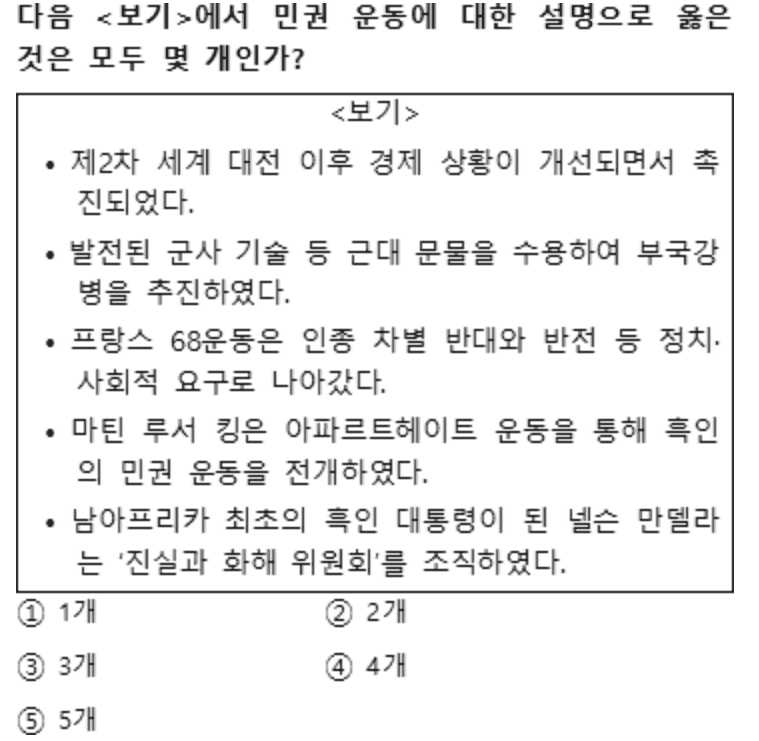 다음 <보기>에서 민권 운동에 대한 설명으로 옳은
것은 모두 몇 개인가?
<보기>
• 제2차 세계 대전 이후 경제 상황이 개선되면서 촉
진되었다.
• 발전된 군사 기술 등 근대 문물을 수용하여 부국강
병을 추진하였다.
• 프랑스 68운동은 인종 차별 반대와 반전 등 정치·
사회적 요구로 나아갔다.
• 마틴 루서 킹은 아파르트헤이트 운동을 통해 흑인
의 민권 운동을 전개하였다.
• 남아프리카 최초의 흑인 대통령이 된 넬슨 만델라
는 '진실과 화해 위원회'를 조직하였다.
① 1개 ② 2개
③ 3개 ④ 4개
⑤ 5개